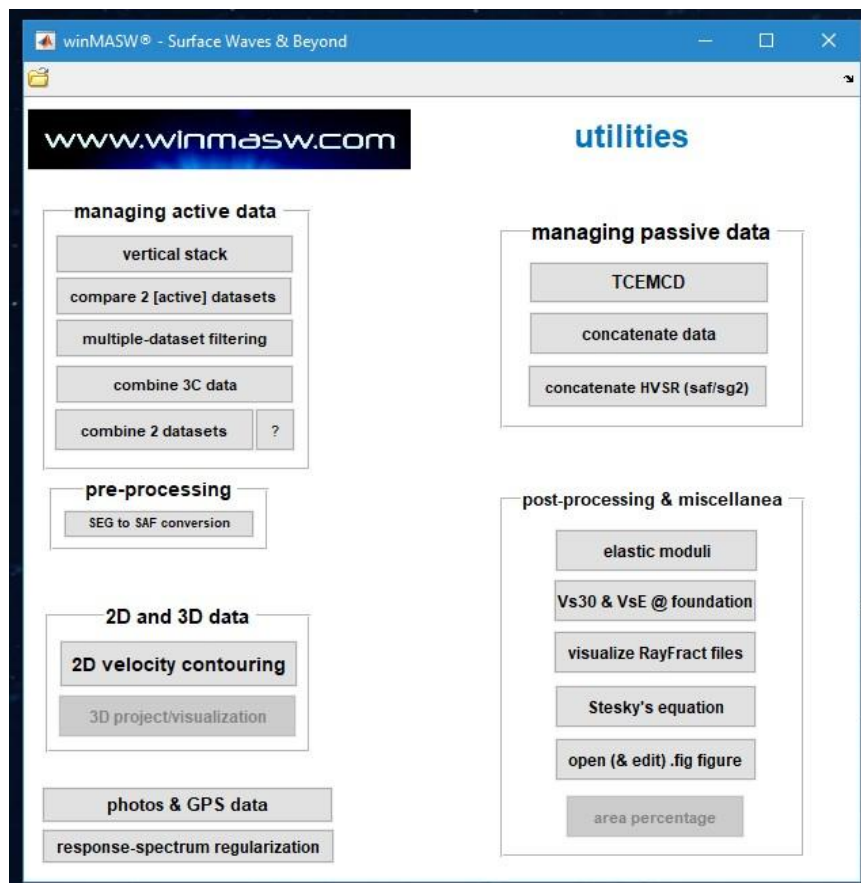 winMASW® - Surface Waves & Beyond
www.winmasw.com
utilities
managing active data
vertical stack
compare 2 [active] datasets
multiple-dataset filtering
combine 3C data
combine 2 datasets
?
pre-processing
SEG to SAF conversion
2D and 3D data
2D velocity contouring
3D project/visualization
photos & GPS data
response-spectrum regularization
managing passive data
TCEMCD
concatenate data
concatenate HVSR (saf/sg2)
post-processing & miscellanea
elastic moduli
Vs30 & VsE @ foundation
visualize RayFract files
Stesky's equation
open (& edit) .fig figure
area percentage